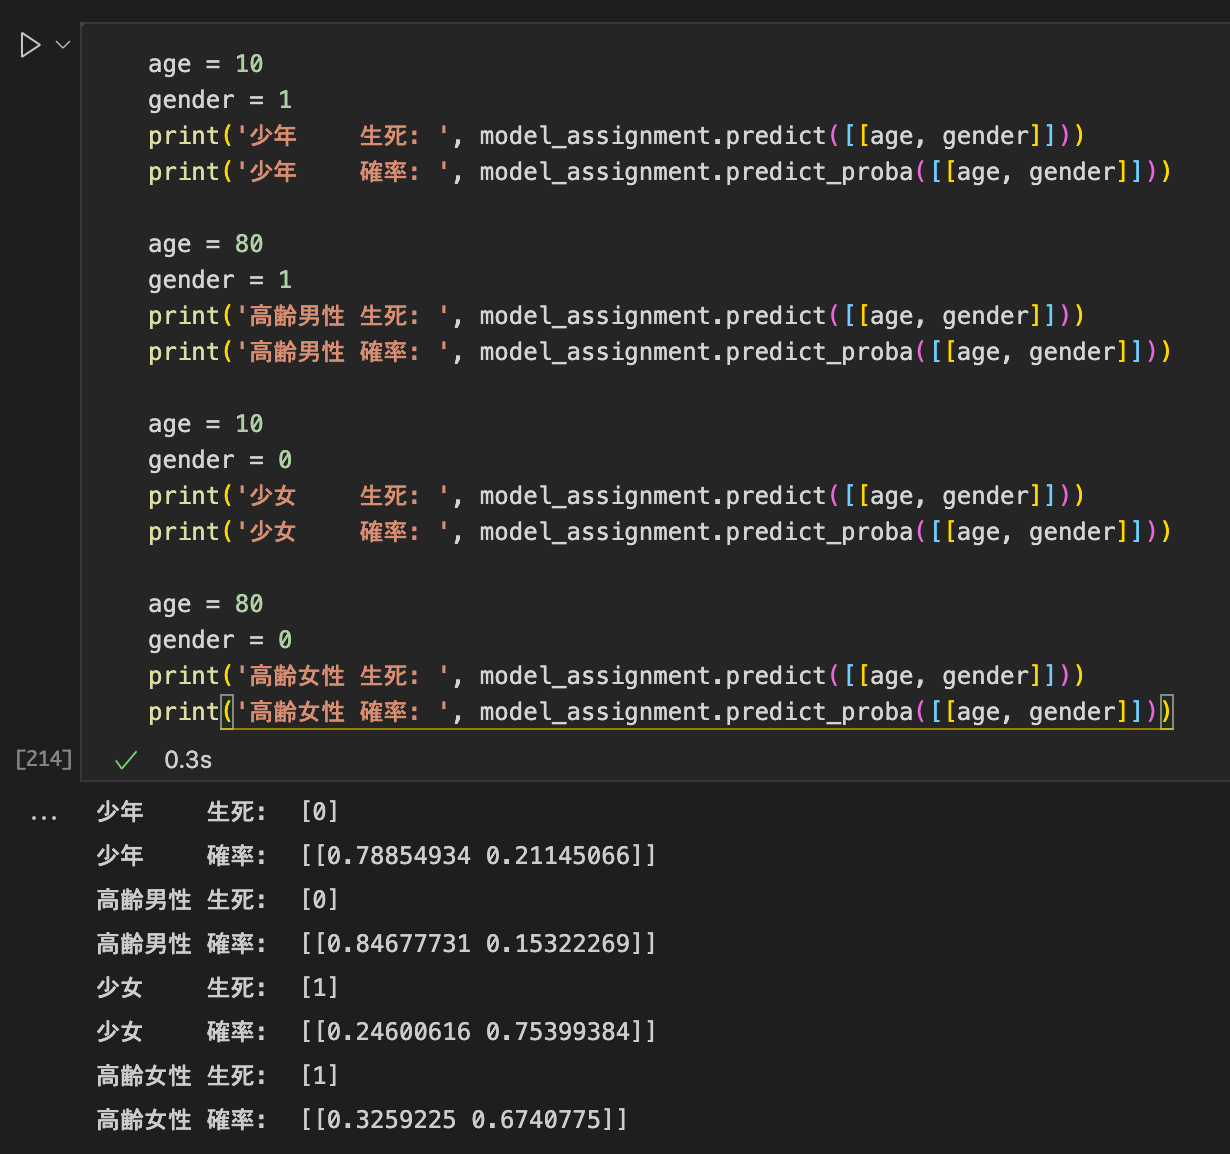 age = 10
gender = 1
print('少年    生死: ', model_assignment.predict([[age, gender]]))
print('少年    確率: ', model_assignment.predict_proba([[age, gender]]))
age = 80
gender = 1
print('高齢男性 生死: ', model_assignment.predict([[age, gender]]))
print('高齢男性 確率: ', model_assignment.predict_proba([[age, gender]]))
age = 10
gender = 0
print('少女    生死: ', model_assignment.predict([[age, gender]]))
print('少女    確率: ', model_assignment.predict_proba([[age, gender]]))
age = 80
gender = 0
print('高齢女性 生死: ', model_assignment.predict([[age, gender]]))
print('高齢女性 確率: ', model_assignment.predict_proba([[age, gender]]))
[214] ✓ 0.3s
... 少年    生死:  [0]
少年    確率:  [[0.78854934 0.21145066]]
高齢男性 生死:  [0]
高齢男性 確率:  [[0.84677731 0.15322269]]
少女    生死:  [1]
少女    確率:  [[0.24600616 0.75399384]]
高齢女性 生死:  [1]
高齢女性 確率:  [[0.3259225 0.6740775]]